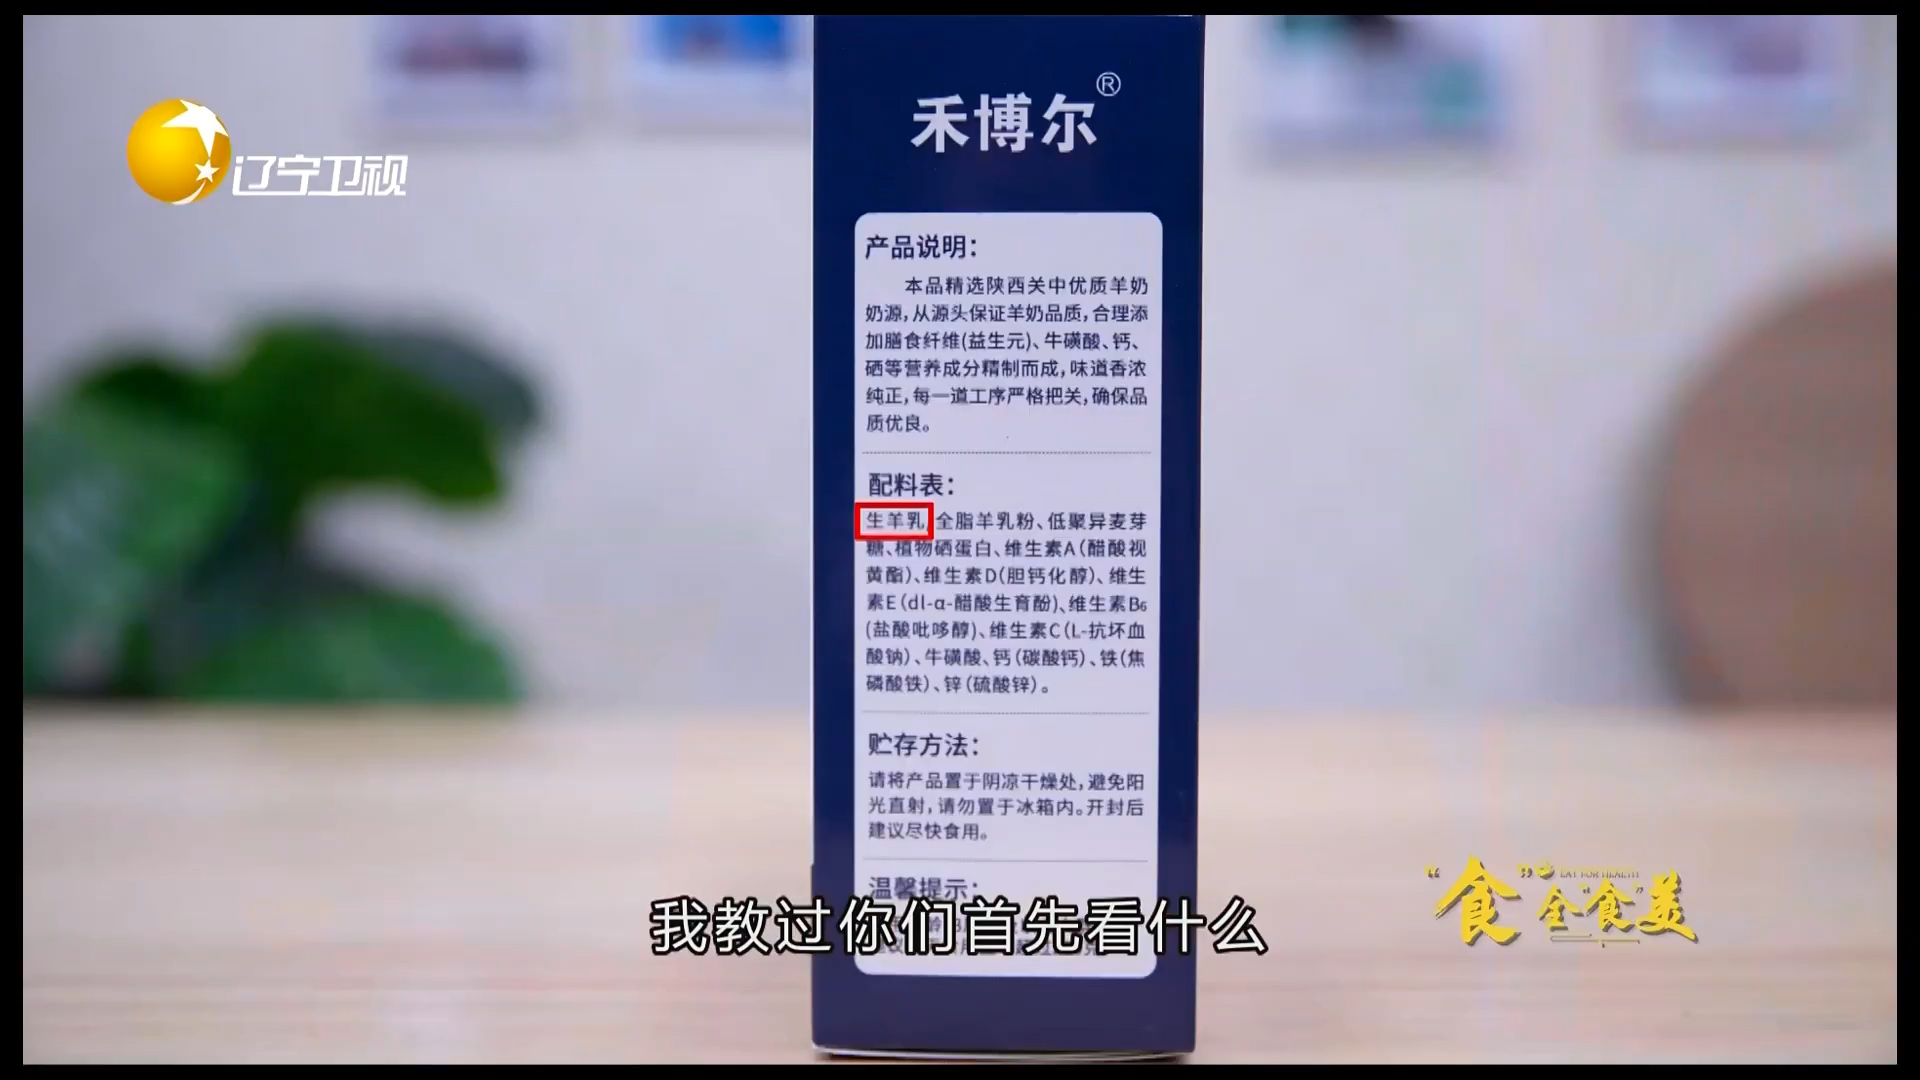 禾博尔®
辽宁卫视
产品说明：
本品精选陕西关中优质羊奶
奶源，从源头保证羊奶品质，合理添
加膳食纤维(益生元)、牛磺酸、钙、
硒等营养成分精制而成，味道香浓
纯正，每一道工序严格把关，确保品
质优良。
配料表：
生羊乳、全脂羊乳粉、低聚异麦芽
糖、植物硒蛋白、维生素A（醋酸视
黄酯）、维生素D（胆钙化醇）、维生
素E（dl-α-醋酸生育酚）、维生素B6
(盐酸吡哆醇）、维生素C（L-抗坏血
酸钠）、牛磺酸、钙（碳酸钙）、铁（焦
磷酸铁）、锌（硫酸锌）。
贮存方法：
请将产品置于阴凉干燥处，避免阳
光直射，请勿置于冰箱内。开封后
建议尽快食用。
温馨提示：
我教过你们首先看什么
“食”全“食”美
EAT FOR HEALTH